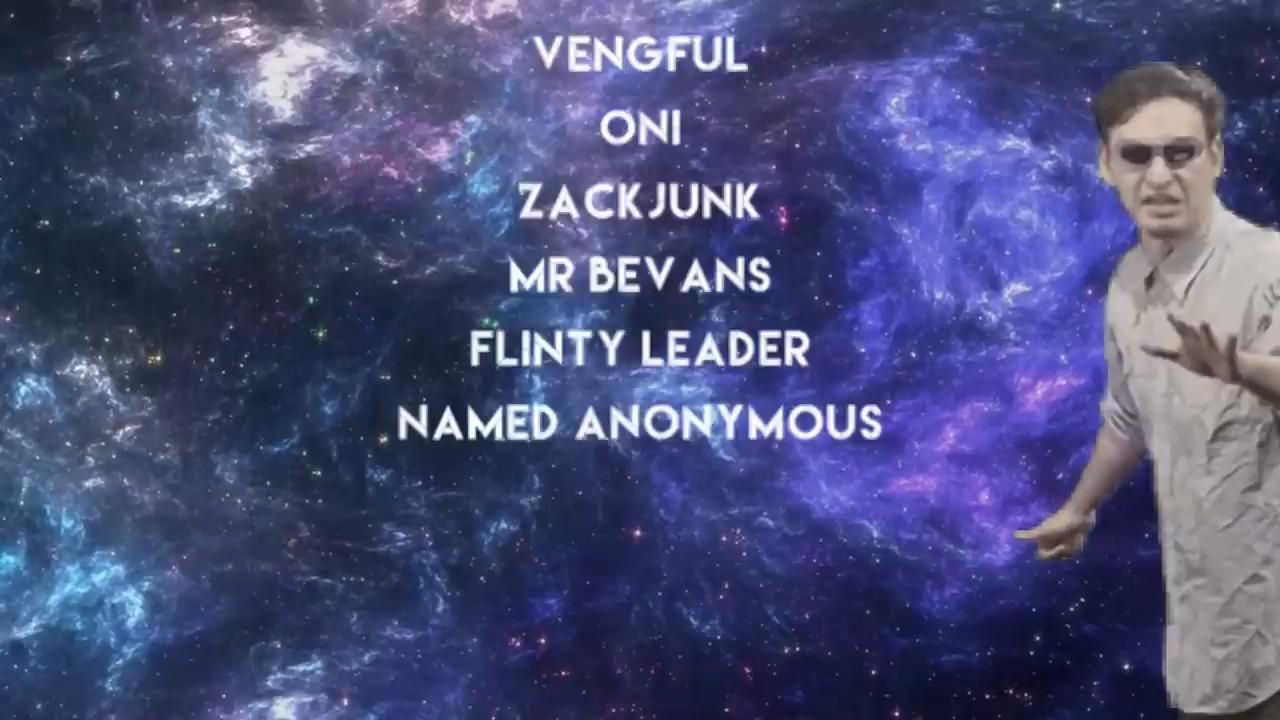 VENGFUL
ONI
ZACKJUNK
MR BEVANS
FLINTY LEADER
NAMED ANONYMOUS